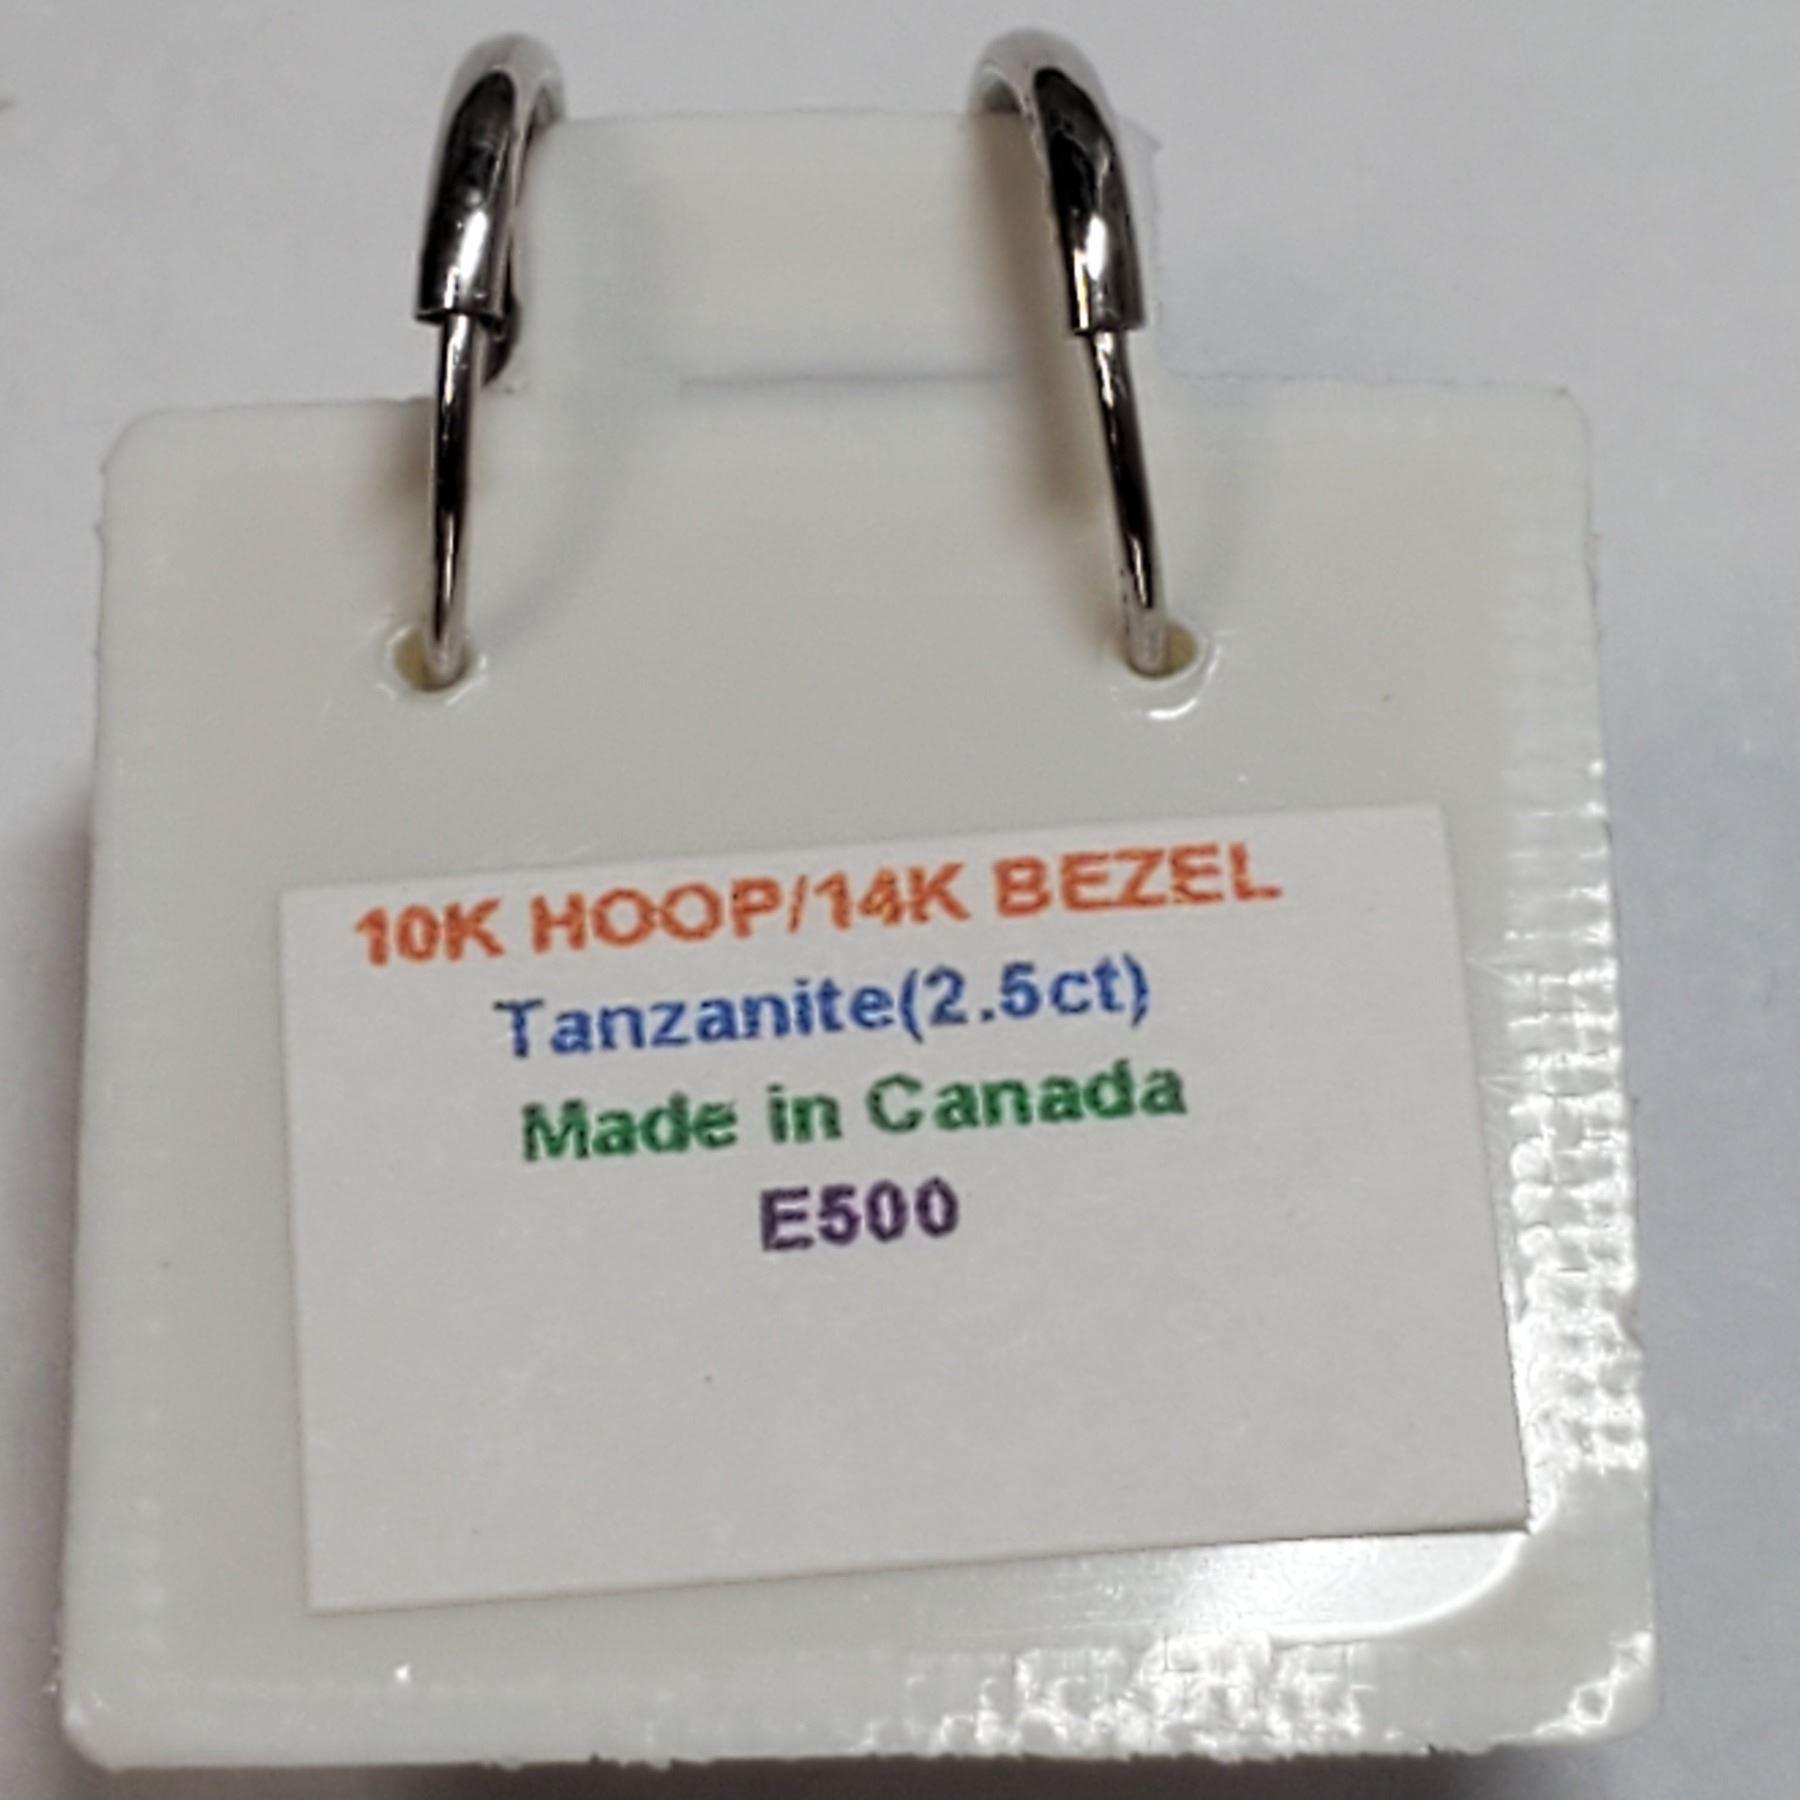 10K HOOP/14K BEZEL
Tanzanite(2.5ct)
Made in Canada
E500